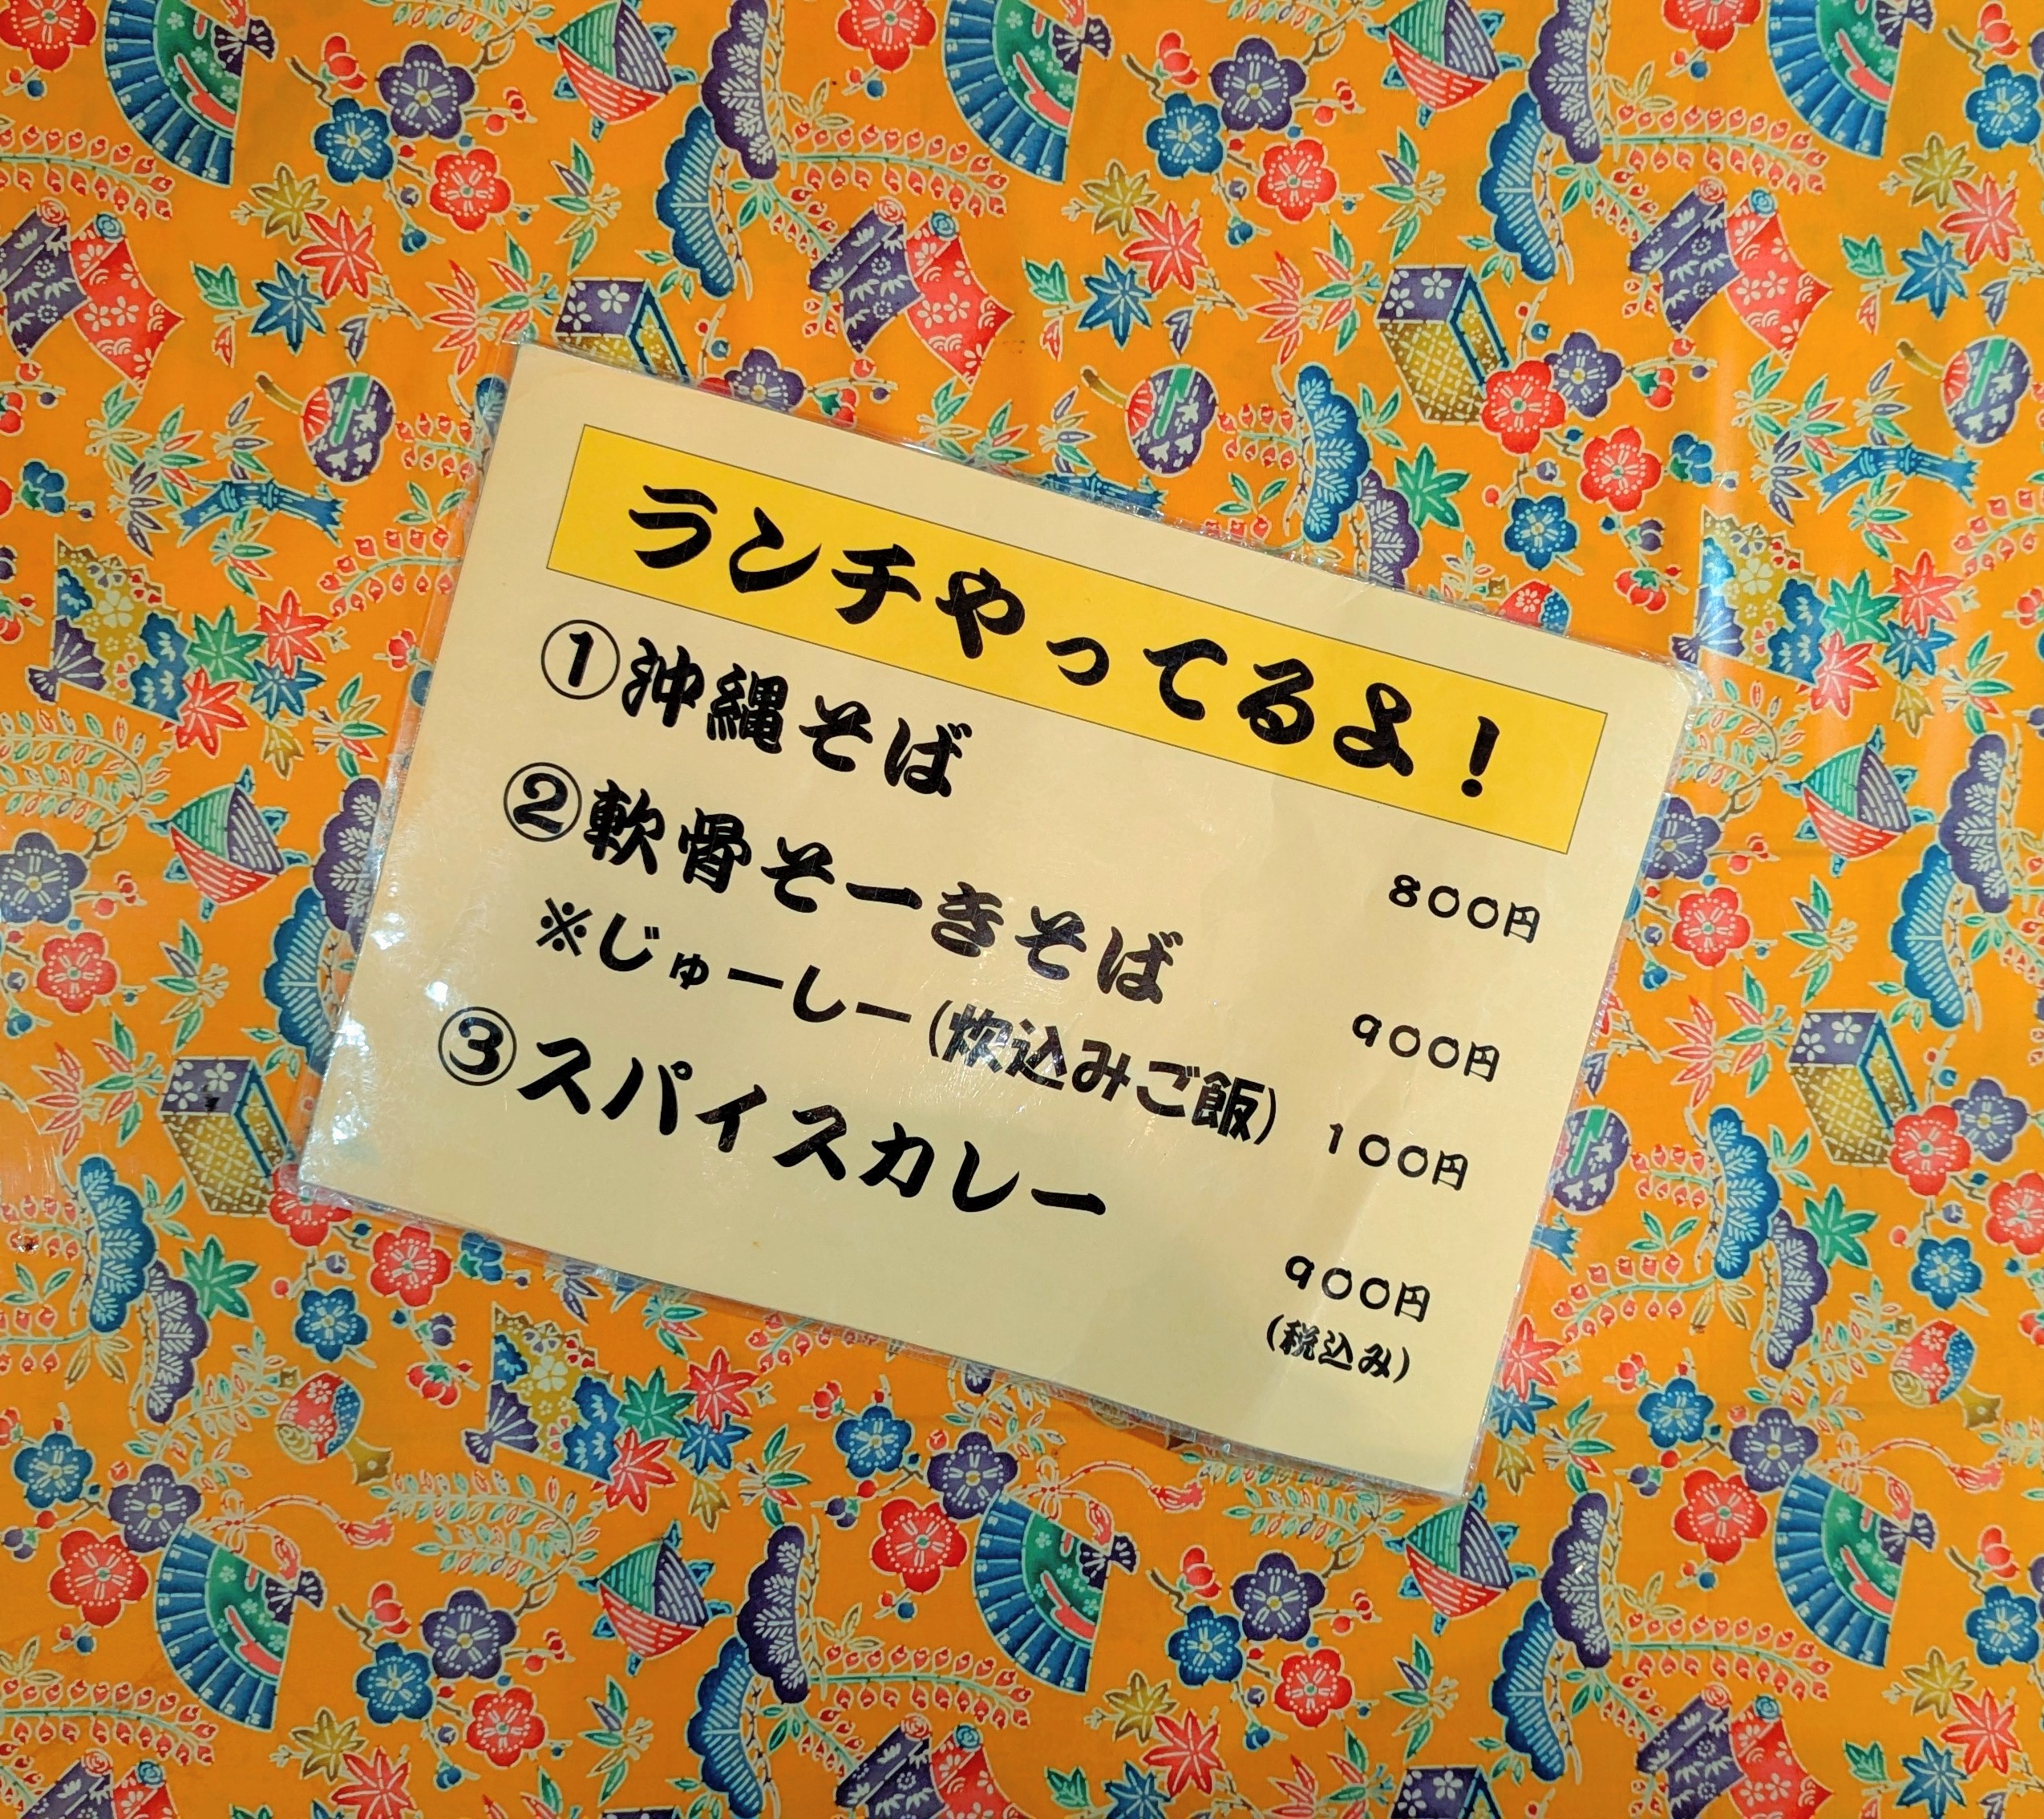 ランチやってるよ！
①沖縄そば 800円
②軟骨そーきそば 900円
※じゅーしー(炊込みご飯) 100円
③スパイスカレー 900円
(税込み)